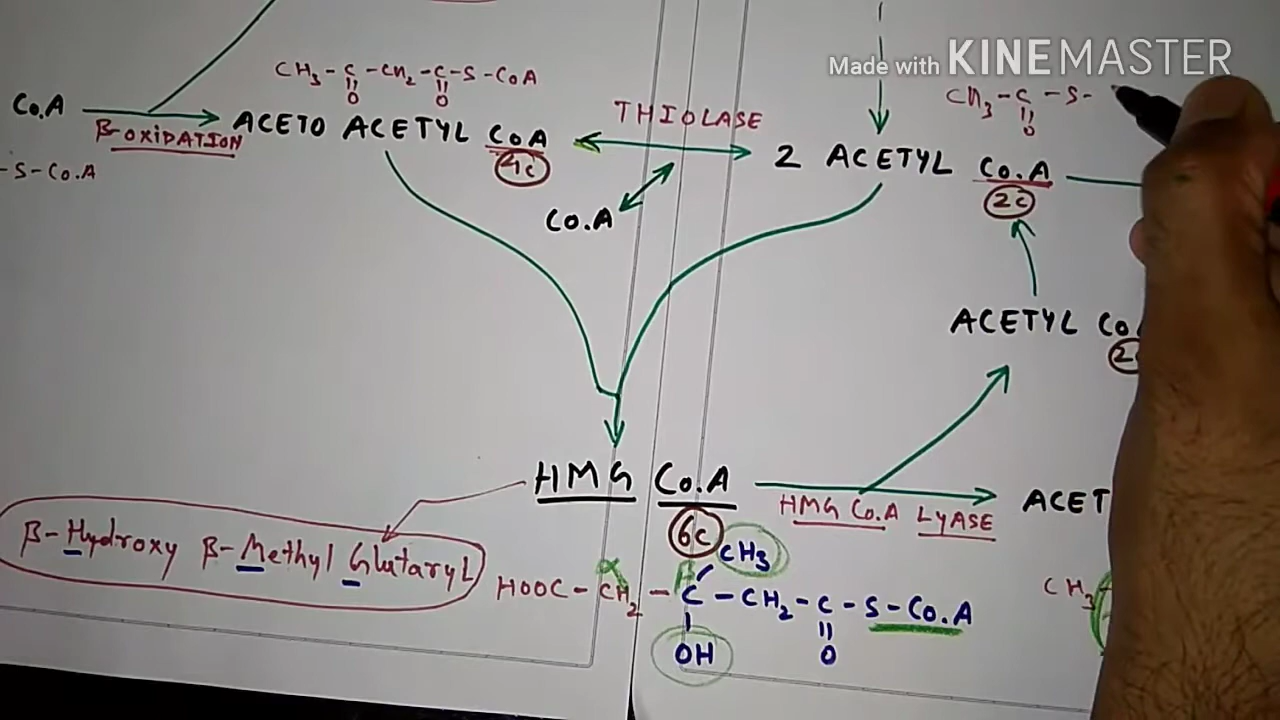 Made with KINEMASTER
CH₃-C-CH₂-C-S-CoA
O O
CH₃-C-S-
O
Co.A
β-OXIDATION
ACETO ACETYL CoA
4c
THIOLASE
2 ACETYL Co.A
2c
-S-Co.A
Co.A
ACETYL Co
2
HMG Co.A
6c
HMG Co.A LYASE
ACET
β-Hydroxy β-Methyl Glutaryl
α
β
CH3
HOOC-CH₂-C-CH₂-C-S-Co.A
OH
O
CH3